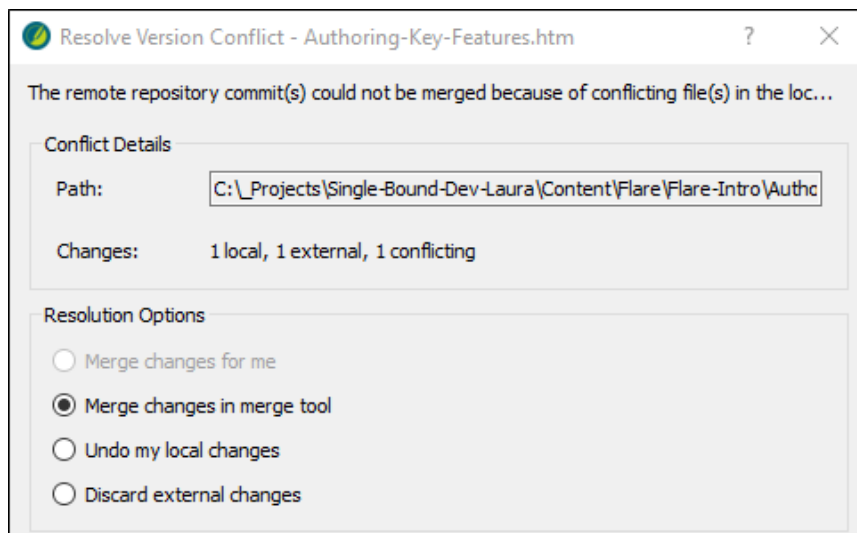 Resolve Version Conflict - Authoring-Key-Features.htm ?
The remote repository commit(s) could not be merged because of conflicting file(s) in the loc...
Conflict Details
Path: C:\_Projects\Single-Bound-Dev-Laura\Content\Flare\Flare-Intro\Autho
Changes: 1 local, 1 external, 1 conflicting
Resolution Options
Merge changes for me
Merge changes in merge tool
Undo my local changes
Discard external changes